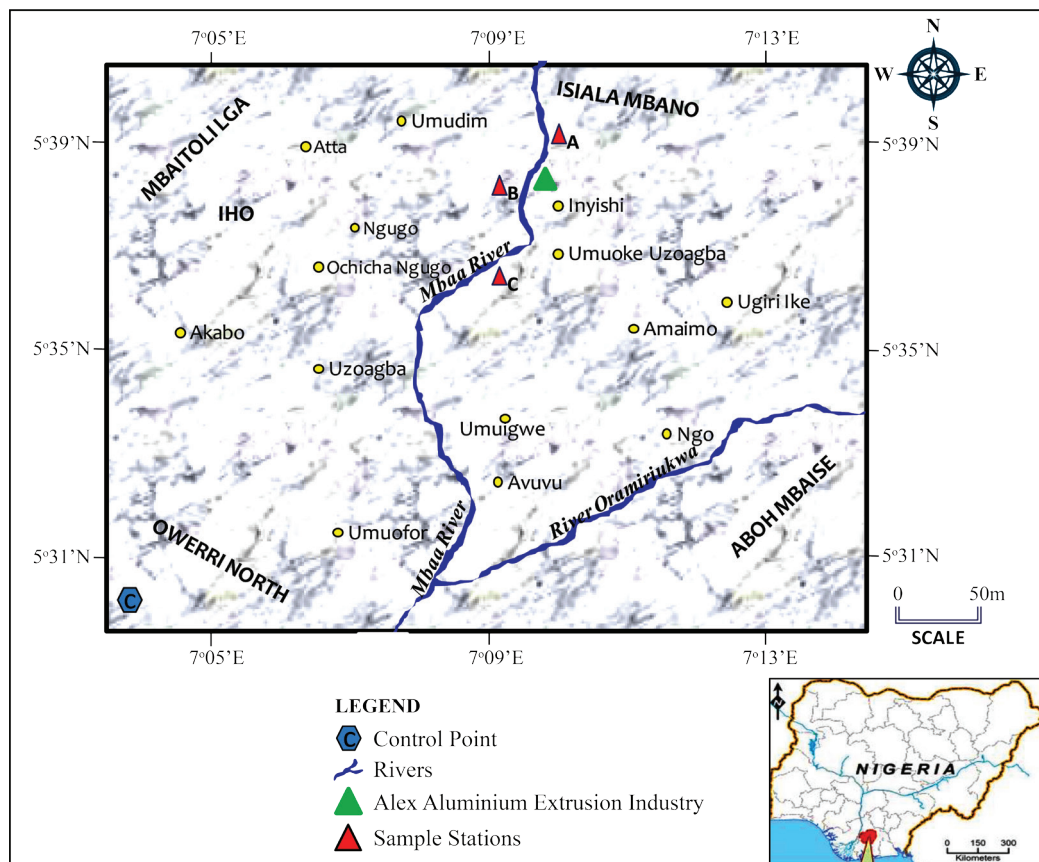 7°05'E 7°09'E 7°13'E
N
W E
S
ISIALA MBANO
MBAITOLI LGA
Umudim
5°39'N
A
5°39'N
Atta
B
Inyishi
IHO
Ngugo
Mbaa River
Umuoke Uzoagba
Ochicha Ngugo
C
Ugiri Ike
Akabo
Amaimo
5°35'N
5°35'N
Uzoagba
Umuigwe
Ngo
Avuvu
River Oramiriukwa
ABOH MBAISE
Mbaa River
Umuofor
OWERRI NORTH
5°31'N
5°31'N
C
0 50m
SCALE
7°05'E 7°09'E 7°13'E
LEGEND
C Control Point
Rivers
Alex Aluminium Extrusion Industry
Sample Stations
N
NIGERIA
0 150 300
Kilometers